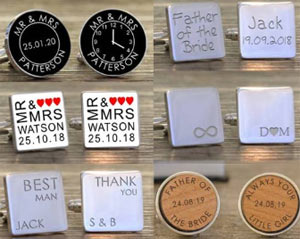 MR & MRS
25.01.20
PATTERSON
MR & MRS
PATTERSON
Father
of the
Bride
Jack
19.09.2018
MR & ♥♥♥
MRS
WATSON
25.10.18
MR & ♥♥♥
MRS
WATSON
25.10.18
∞
D♥M
BEST
MAN
JACK
THANK
YOU
S & B
FATHER OF
24.08.19
THE BRIDE
ALWAYS YOUR
24.08.19
LITTLE GIRL